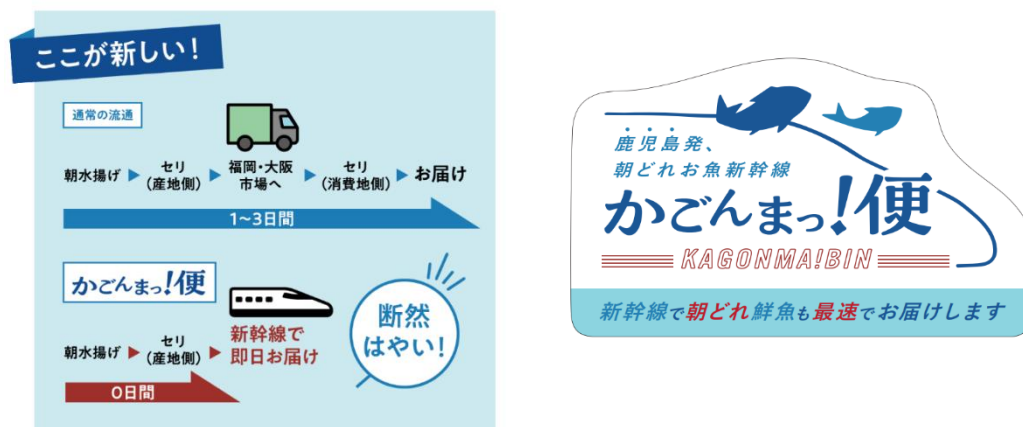 ここが新しい!
通常の流通
朝水揚げ ▶ セリ(産地側) ▶ 福岡・大阪市場へ ▶ セリ(消費地側) ▶ お届け
1~3日間
かごんまっ!便
朝水揚げ ▶ セリ(産地側) ▶ 新幹線で即日お届け
0日間
断然
はやい!
鹿児島発、
朝どれお魚新幹線
かごんまっ!便
KAGONMA!BIN
新幹線で朝どれ鮮魚も最速でお届けします